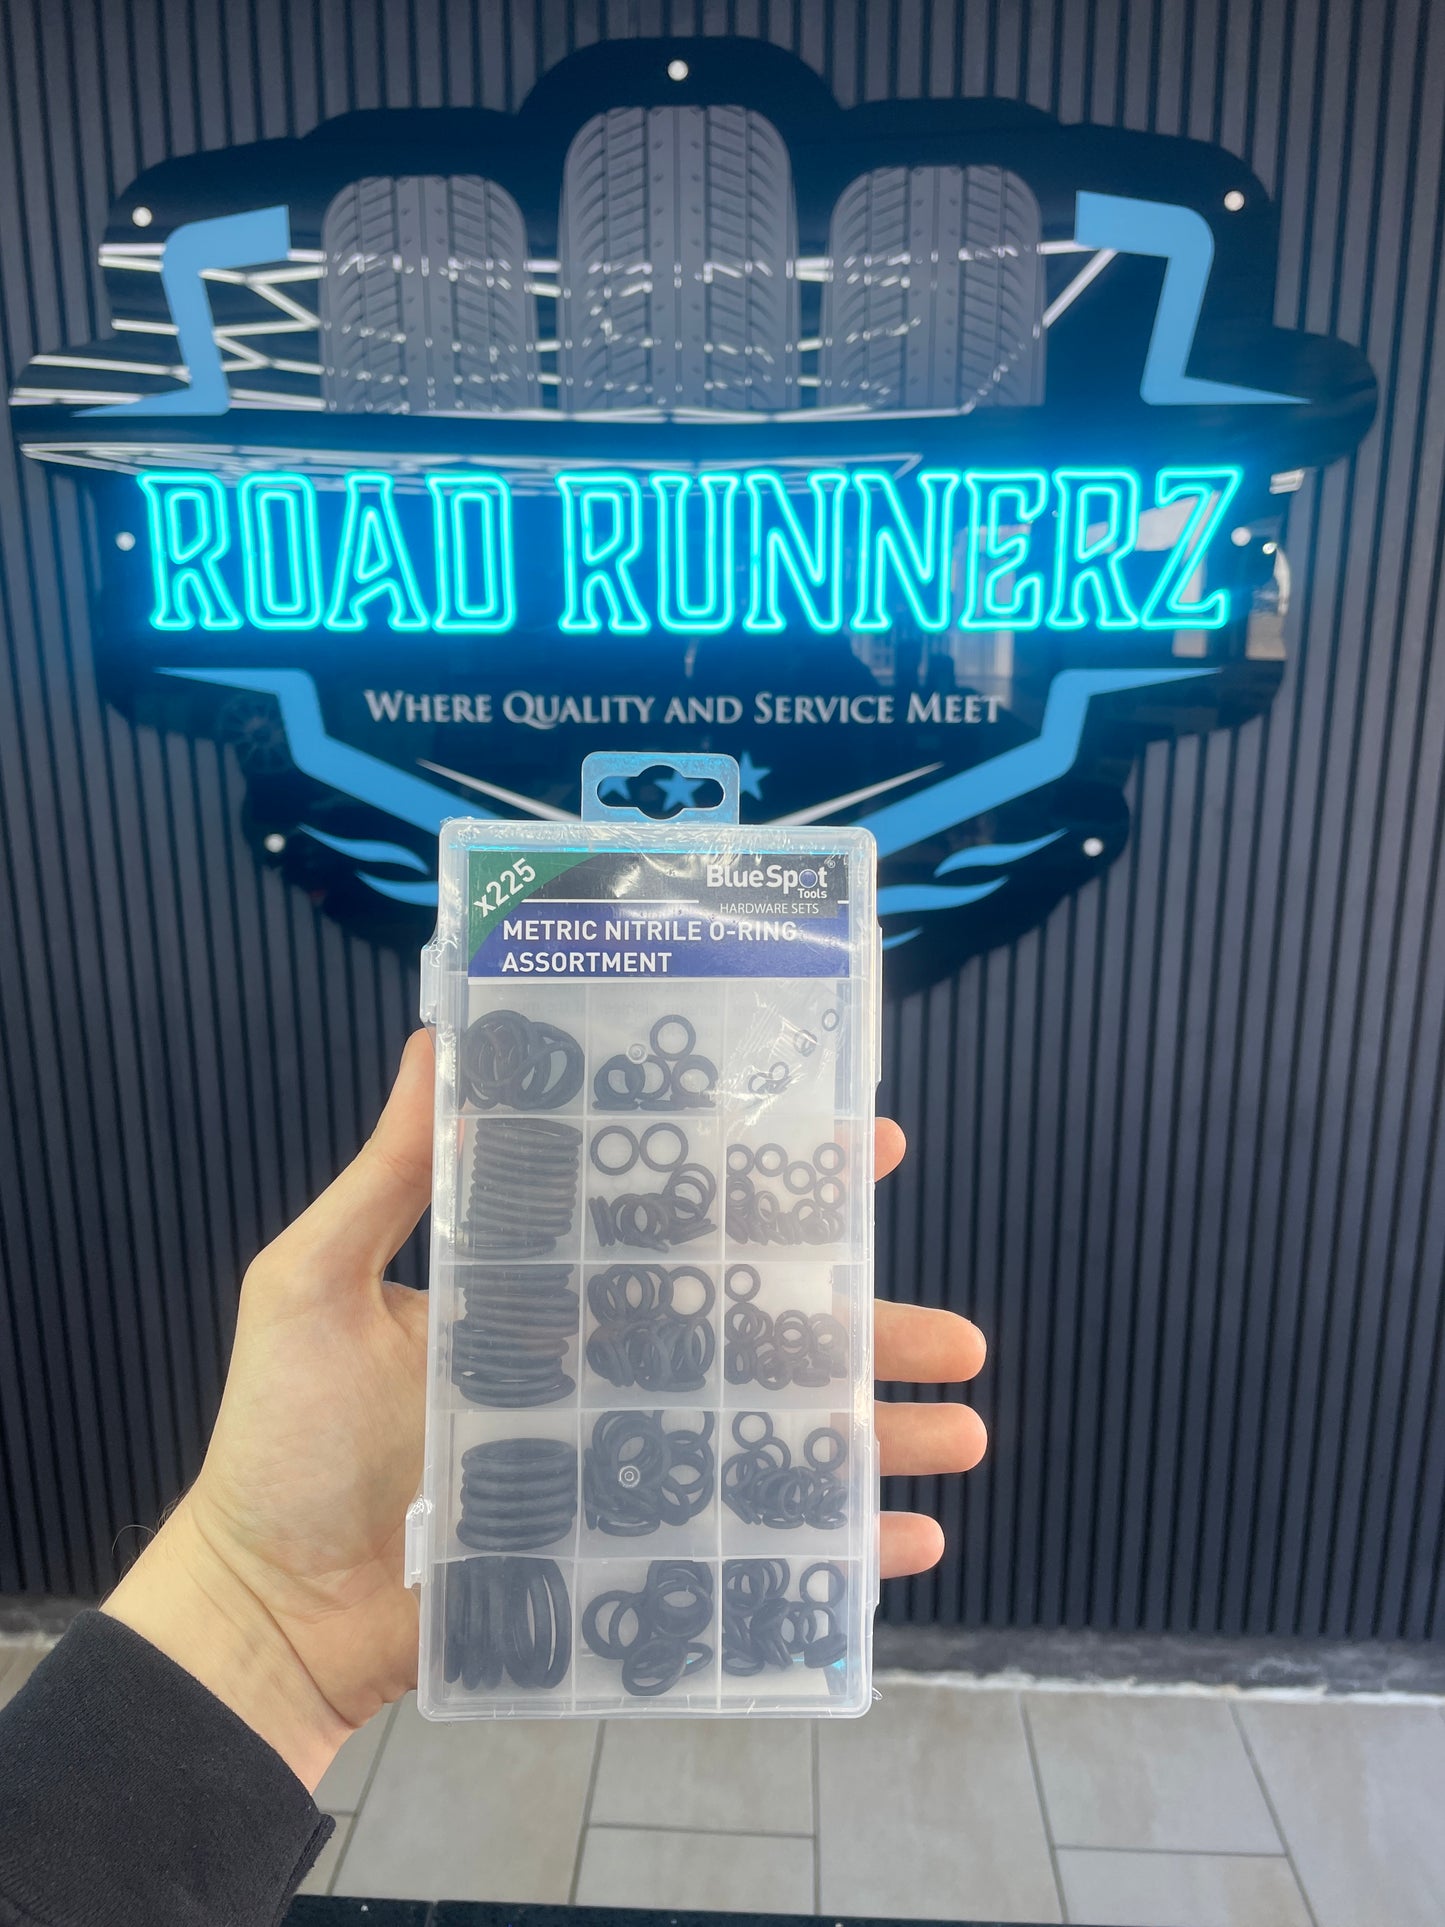 ROAD RUNNERZ
WHERE QUALITY AND SERVICE MEET
x225
BlueSpot®
Tools
HARDWARE SETS
METRIC NITRILE O-RING
ASSORTMENT